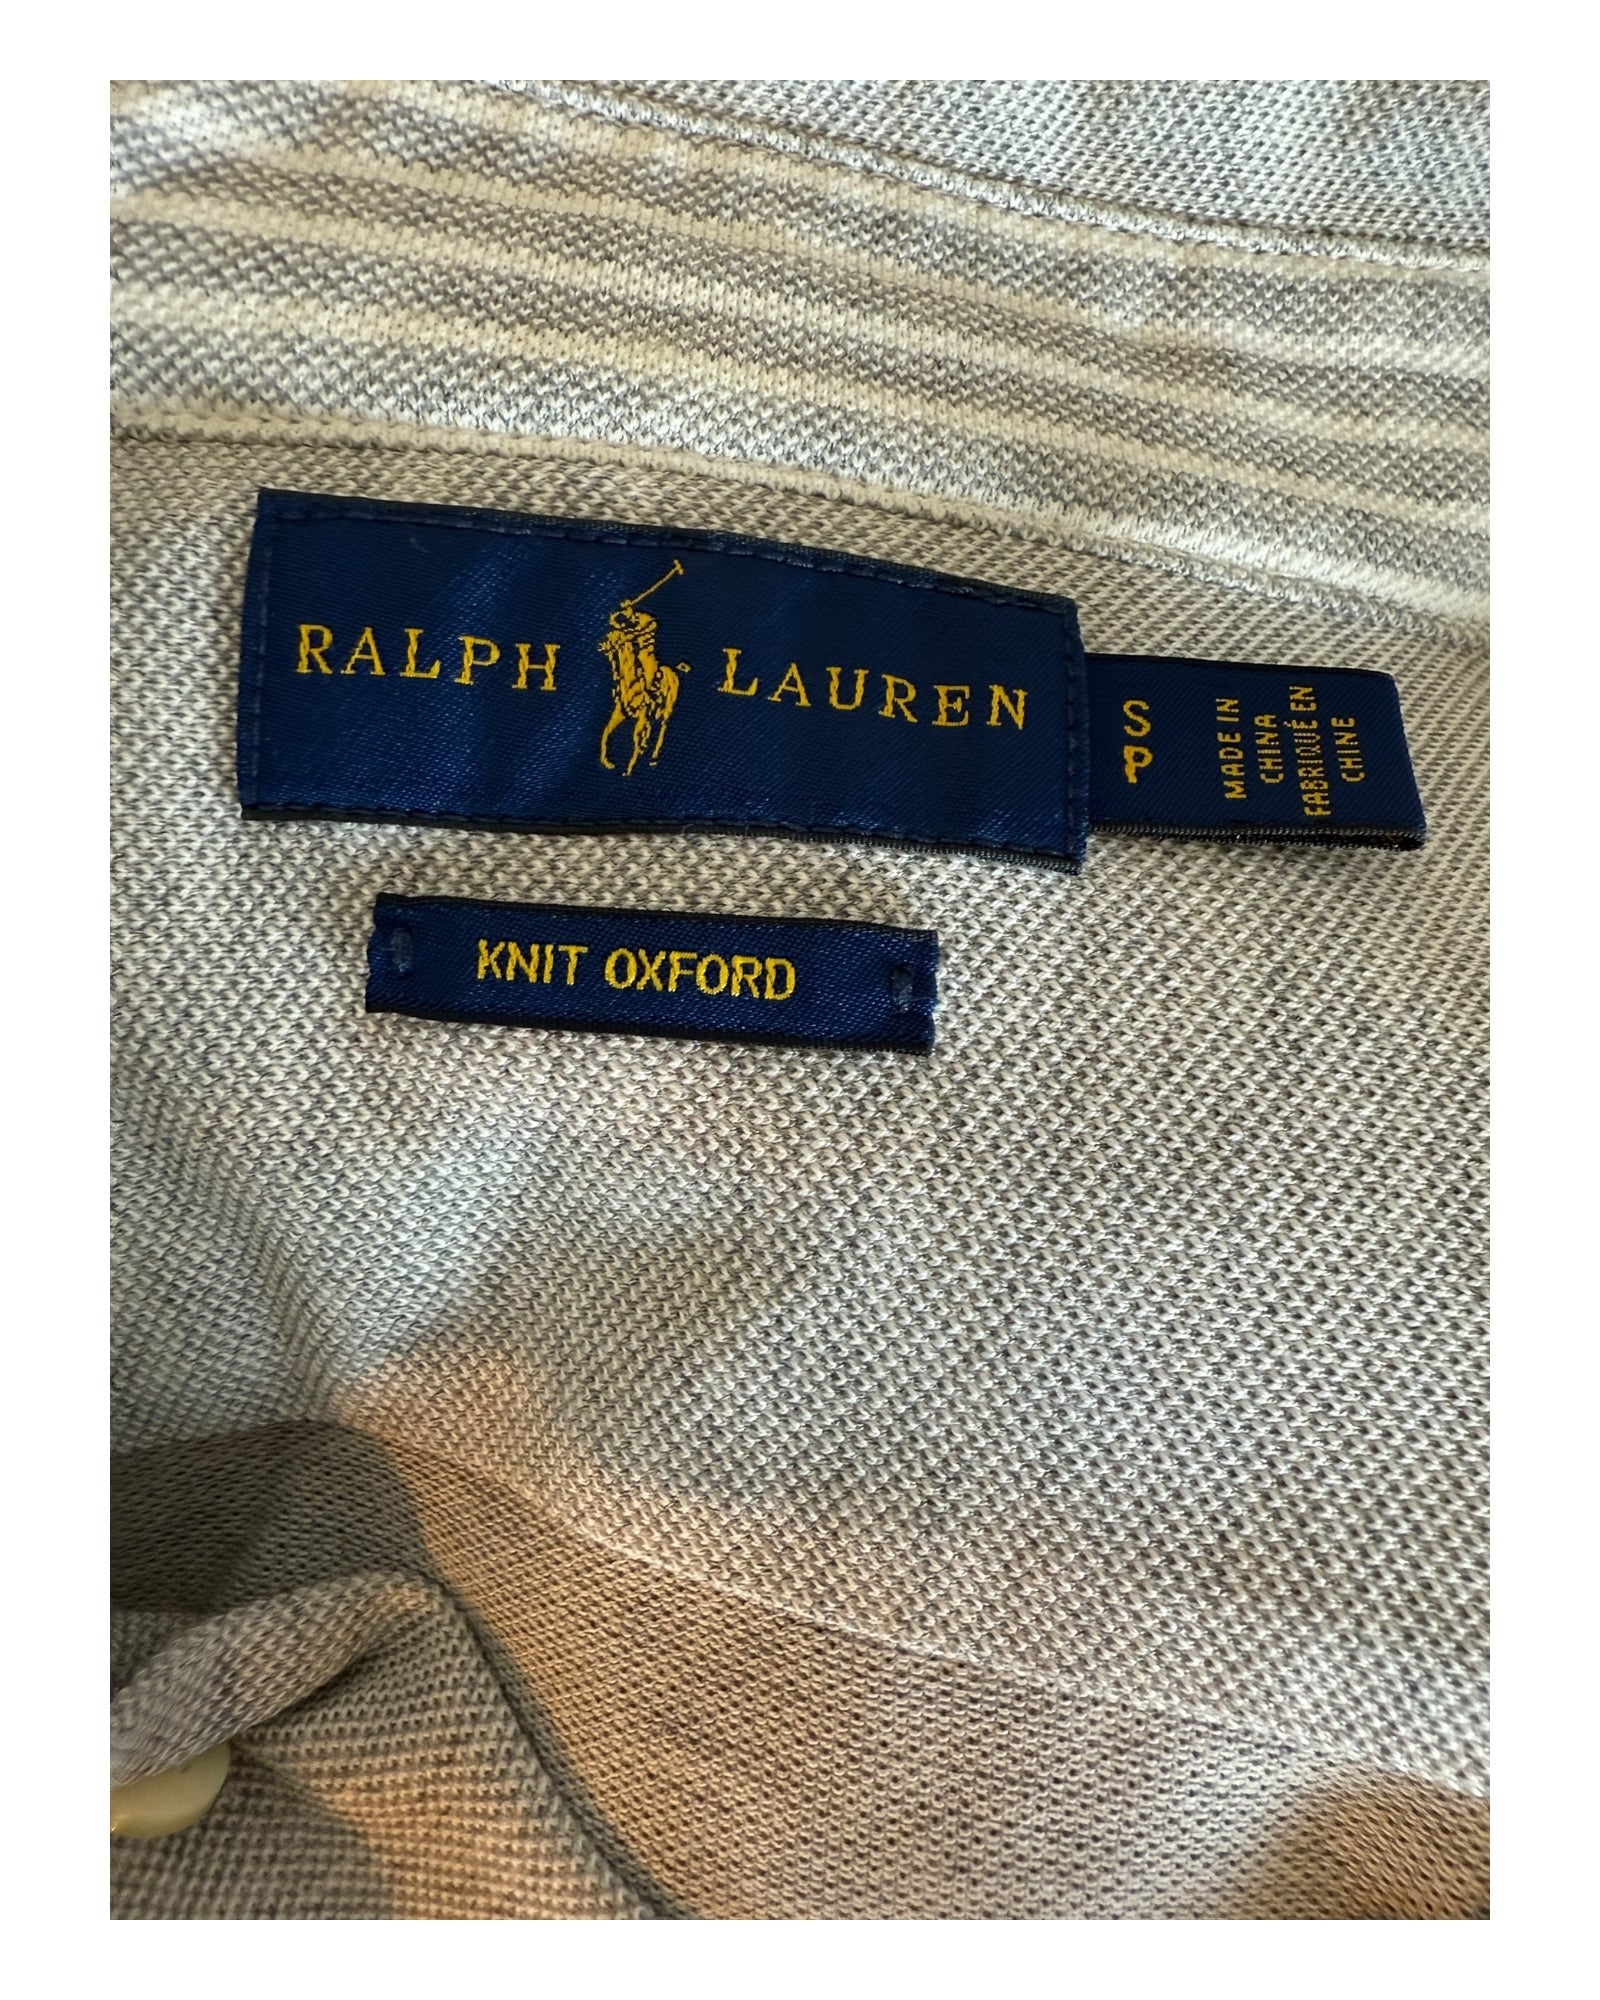 RALPH LAUREN
S
P
MADE IN
CHINA
FABRIQUÉ EN
CHINE
KNIT OXFORD